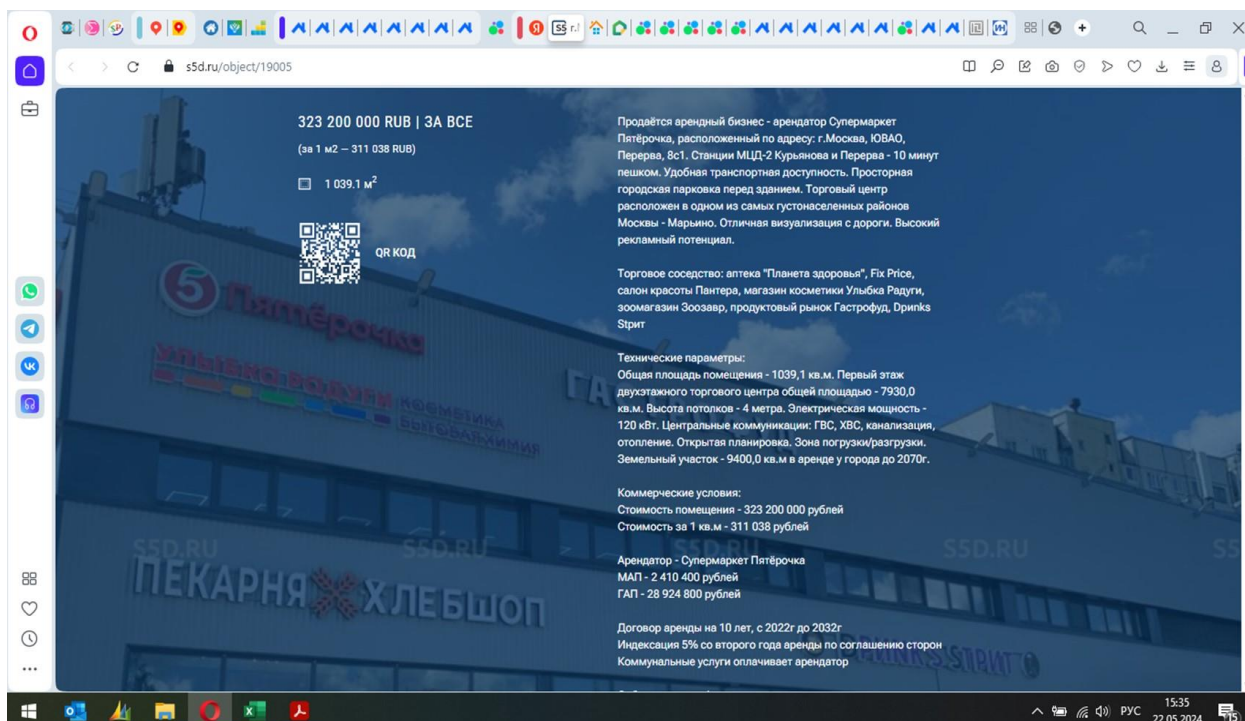 s5d.ru/object/19005
323 200 000 RUB | ЗА ВСЕ
(за 1 м2 – 311 038 RUB)
1 039.1 м²
QR КОД
Продаётся арендный бизнес - арендатор Супермаркет
Пятёрочка, расположенный по адресу: г.Москва, ЮВАО,
Перерва, 8с1. Станции МЦД-2 Курьянова и Перерва - 10 минут
пешком. Удобная транспортная доступность. Просторная
городская парковка перед зданием. Торговый центр
расположен в одном из самых густонаселенных районов
Москвы - Марьино. Отличная визуализация с дороги. Высокий
рекламный потенциал.
Торговое соседство: аптека "Планета здоровья", Fix Price,
салон красоты Пантера, магазин косметики Улыбка Радуги,
зоомагазин Зоозавр, продуктовый рынок Гастрофуд, Dринкs
Sтрит
Технические параметры:
Общая площадь помещения - 1039,1 кв.м. Первый этаж
двухэтажного торгового центра общей площадью - 7930,0
кв.м. Высота потолков - 4 метра. Электрическая мощность -
120 кВт. Центральные коммуникации: ГВС, ХВС, канализация,
отопление. Открытая планировка. Зона погрузки/разгрузки.
Земельный участок - 9400,0 кв.м в аренде у города до 2070г.
Коммерческие условия:
Стоимость помещения - 323 200 000 рублей
Стоимость за 1 кв.м - 311 038 рублей
Арендатор - Супермаркет Пятёрочка
МАП - 2 410 400 рублей
ГАП - 28 924 800 рублей
Договор аренды на 10 лет, с 2022г до 2032г
Индексация 5% со второго года аренды по соглашению сторон
Коммунальные услуги оплачивает арендатор
5 Пятёрочка
УЛЫБКА РАДУГИ КОСМЕТИКА
БЫТОВАЯ ХИМИЯ
S5D.RU S5D.RU S5D.RU S5D.RU S5
ПЕКАРНЯ ХЛЕБШОП
РУС
15:35
22.05.2024